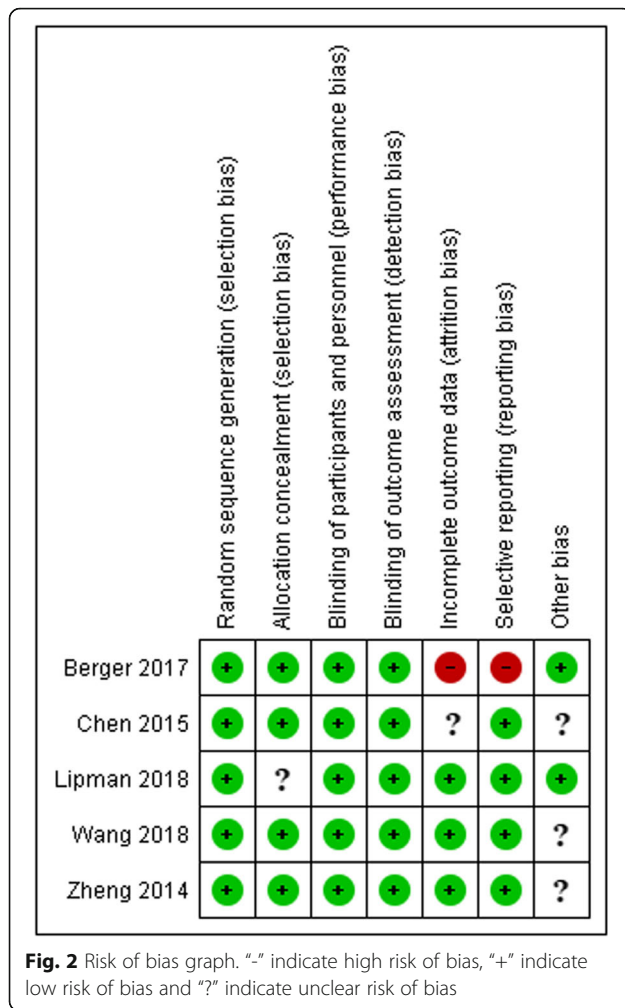 Random sequence generation (selection bias)
Allocation concealment (selection bias)
Blinding of participants and personnel (performance bias)
Blinding of outcome assessment (detection bias)
Incomplete outcome data (attrition bias)
Selective reporting (reporting bias)
Other bias
Berger 2017 + + + + - - +
Chen 2015 + + + + ? + ?
Lipman 2018 + ? + + + + +
Wang 2018 + + + + + + ?
Zheng 2014 + + + + + + ?
Fig. 2 Risk of bias graph. “-” indicate high risk of bias, “+” indicate
low risk of bias and “?” indicate unclear risk of bias